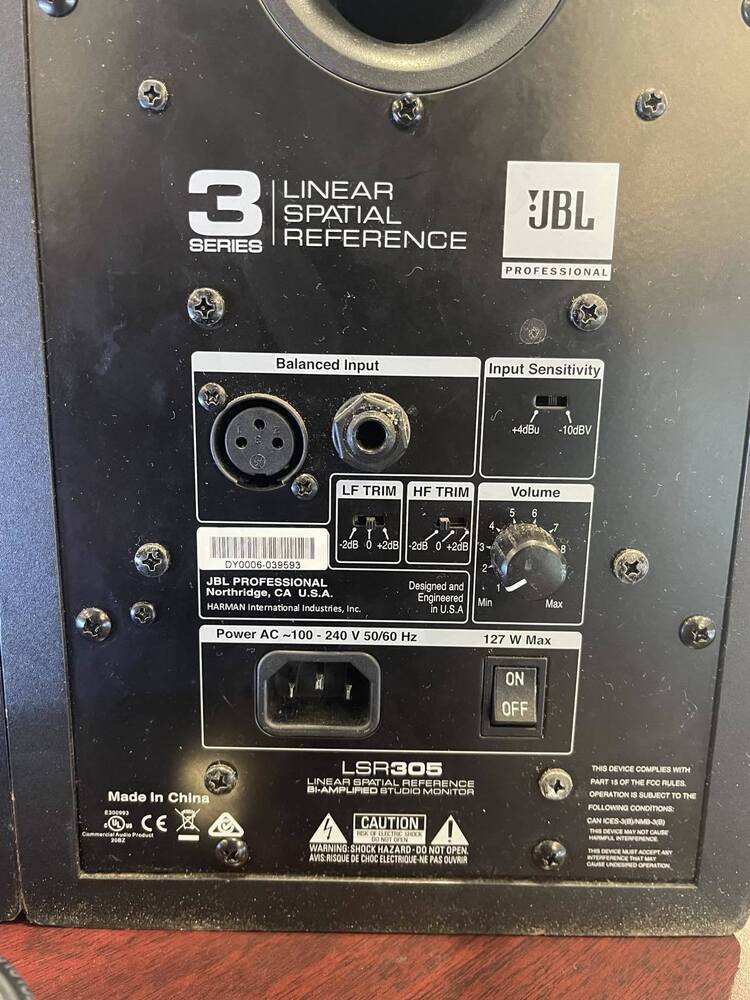 3 SERIES
LINEAR
SPATIAL
REFERENCE
JBL
PROFESSIONAL
Balanced Input
Input Sensitivity
+4dBu -10dBV
LF TRIM
-2dB 0 +2dB
HF TRIM
-2dB 0 +2dB
Volume
1 2 3 4 5 6 7 8
Min Max
DY0006-039593
JBL PROFESSIONAL
Northridge, CA U.S.A.
HARMAN International Industries, Inc.
Designed and
Engineered
in U.S.A
Power AC ~100 - 240 V 50/60 Hz
127 W Max
ON
OFF
LSR305
LINEAR SPATIAL REFERENCE
BI-AMPLIFIED STUDIO MONITOR
Made In China
E300993
UL US CE
Commercial Audio Product
20BZ
CAUTION
RISK OF ELECTRIC SHOCK
DO NOT OPEN
WARNING: SHOCK HAZARD - DO NOT OPEN.
AVIS: RISQUE DE CHOC ELECTRIQUE-NE PAS OUVRIR
THIS DEVICE COMPLIES WITH
PART 15 OF THE FCC RULES.
OPERATION IS SUBJECT TO THE
FOLLOWING CONDITIONS:
CAN ICES-3(B)/NMB-3(B)
THIS DEVICE MAY NOT CAUSE
HARMFUL INTERFERENCE.
THIS DEVICE MUST ACCEPT ANY
INTERFERENCE THAT MAY
CAUSE UNDESIRED OPERATION.